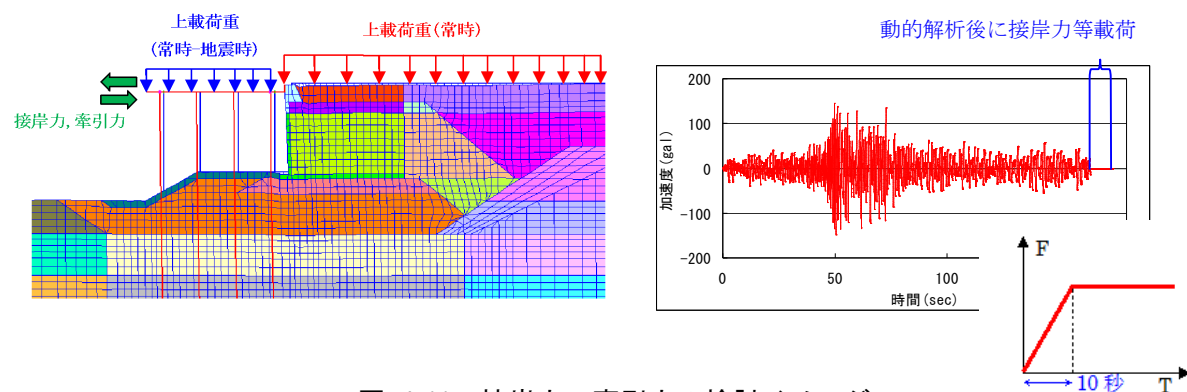 上載荷重
(常時-地震時)
上載荷重(常時)
接岸力,牽引力
動的解析後に接岸力等載荷
200
100
0
-100
-200
加速度(gal)
0
50
100
時間(sec)
F
10 秒
T